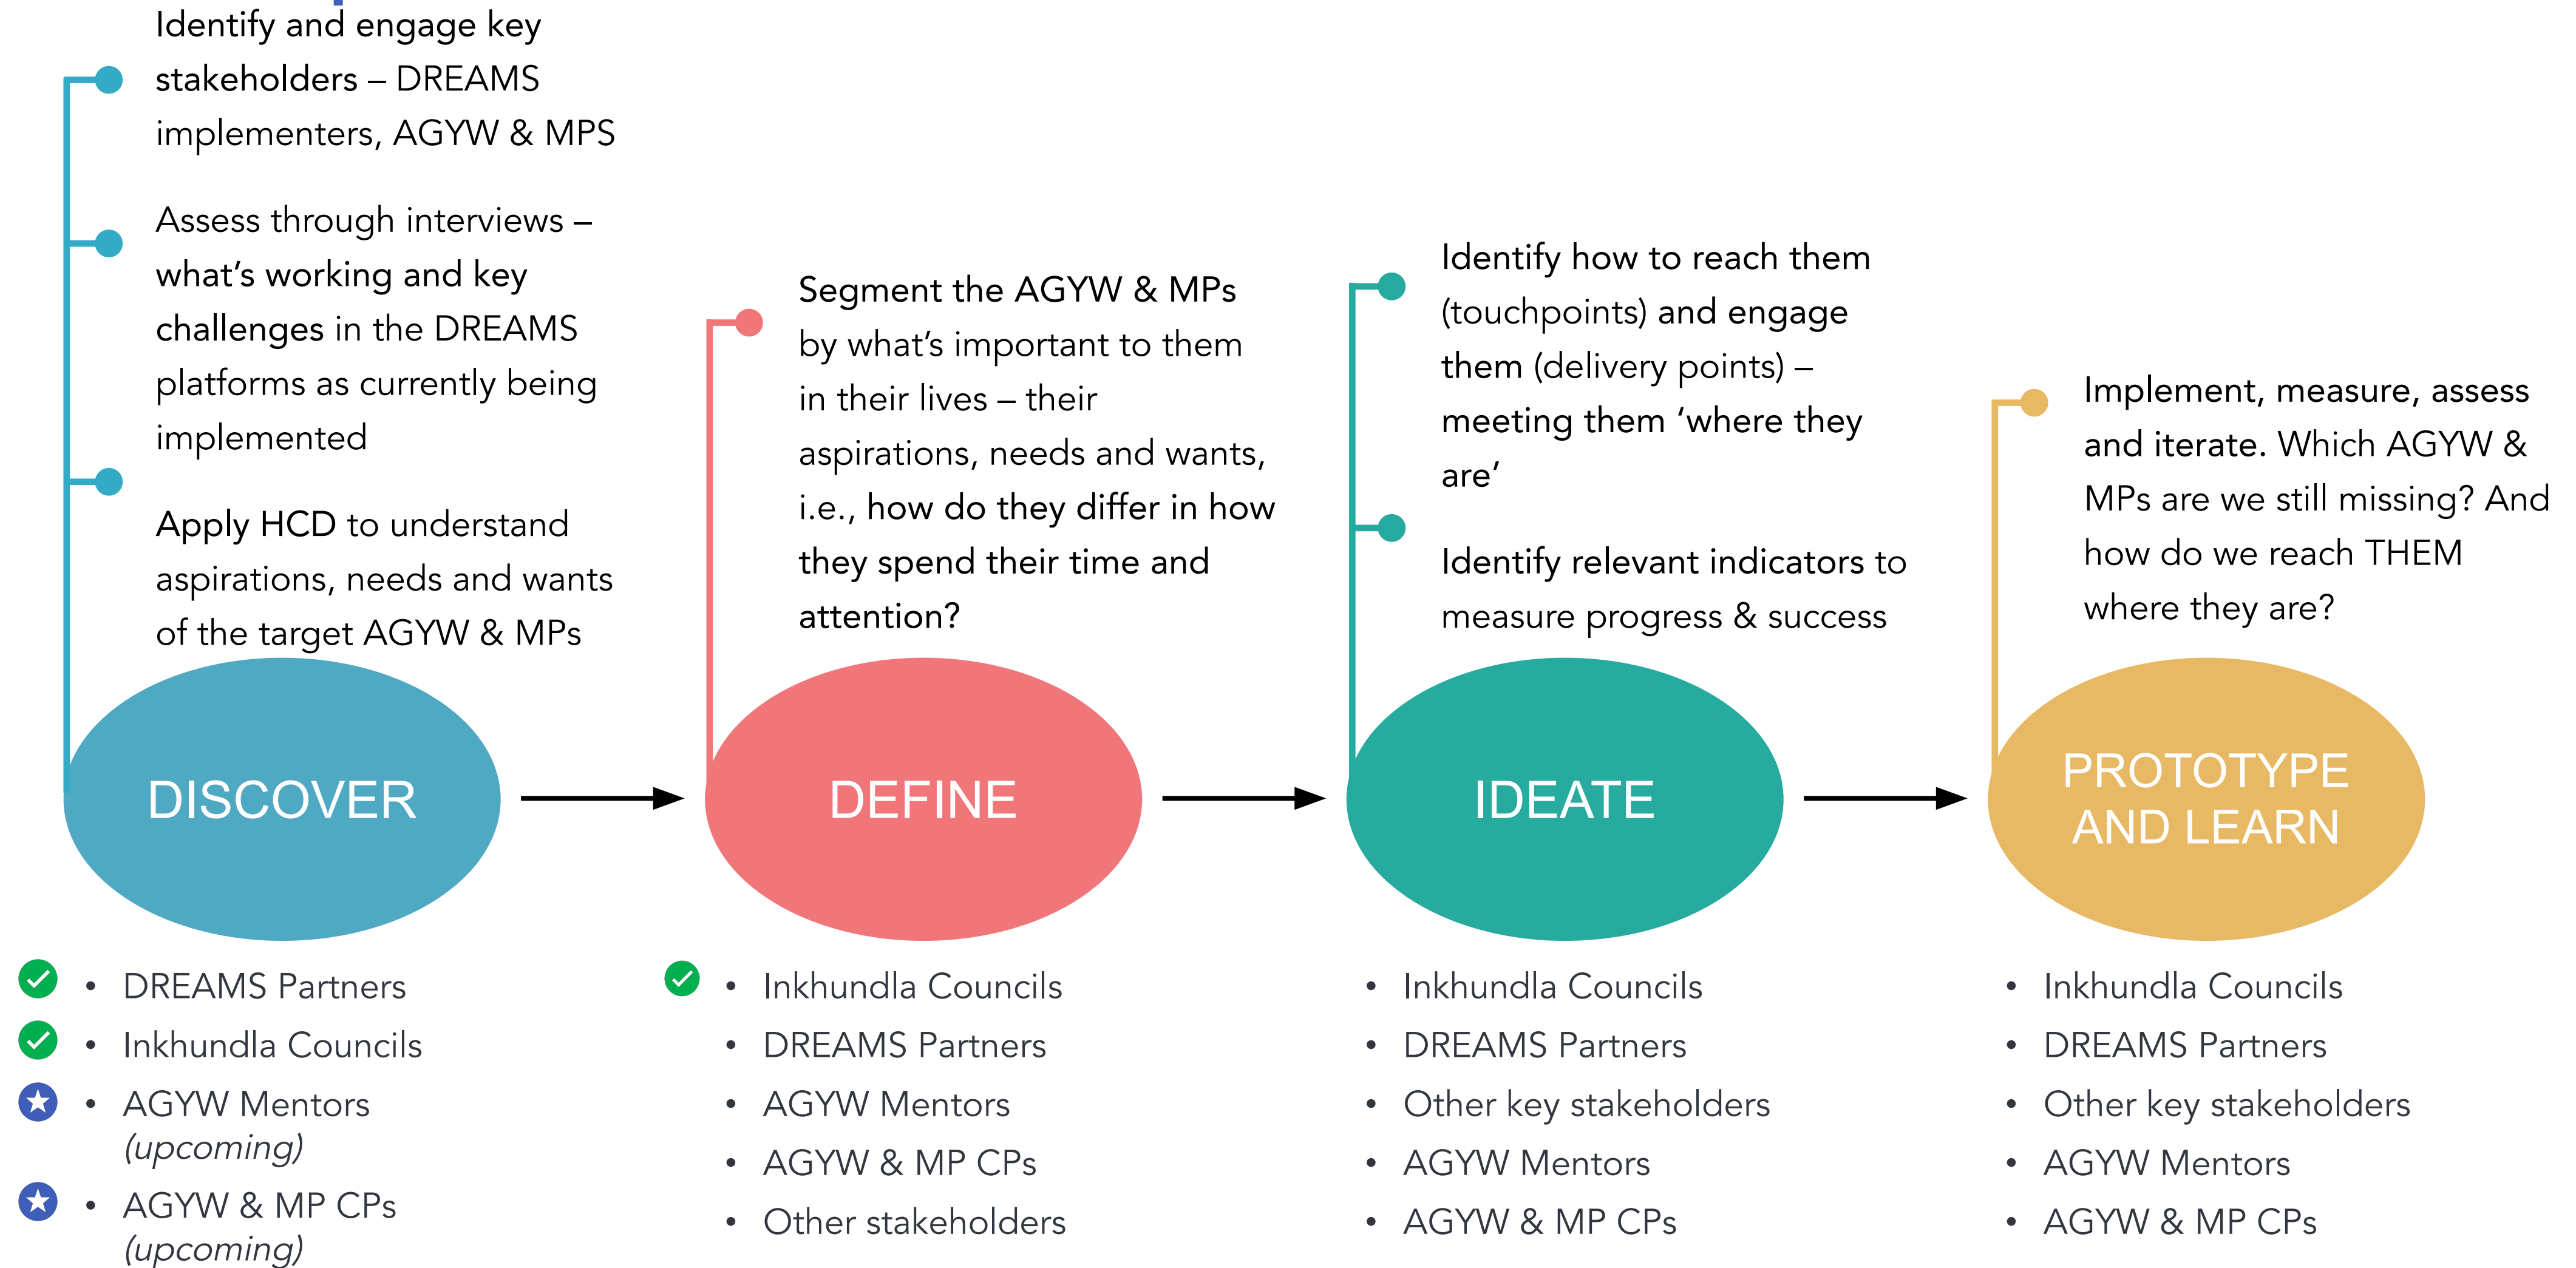 Identify and engage key
stakeholders – DREAMS
implementers, AGYW & MPS
Assess through interviews –
what's working and key
challenges in the DREAMS
platforms as currently being
implemented
Apply HCD to understand
aspirations, needs and wants
of the target AGYW & MPs
Segment the AGYW & MPs
by what's important to them
in their lives – their
aspirations, needs and wants,
i.e., how do they differ in how
they spend their time and
attention?
Identify how to reach them
(touchpoints) and engage
them (delivery points) –
meeting them ‘where they
are’
Identify relevant indicators to
measure progress & success
Implement, measure, assess
and iterate. Which AGYW &
MPs are we still missing? And
how do we reach THEM
where they are?
DISCOVER
DEFINE
IDEATE
PROTOTYPE
AND LEARN
• DREAMS Partners
• Inkhundla Councils
• AGYW Mentors
(upcoming)
• AGYW & MP CPs
(upcoming)
• Inkhundla Councils
• DREAMS Partners
• AGYW Mentors
• AGYW & MP CPs
• Other stakeholders
• Inkhundla Councils
• DREAMS Partners
• Other key stakeholders
• AGYW Mentors
• AGYW & MP CPs
• Inkhundla Councils
• DREAMS Partners
• Other key stakeholders
• AGYW Mentors
• AGYW & MP CPs